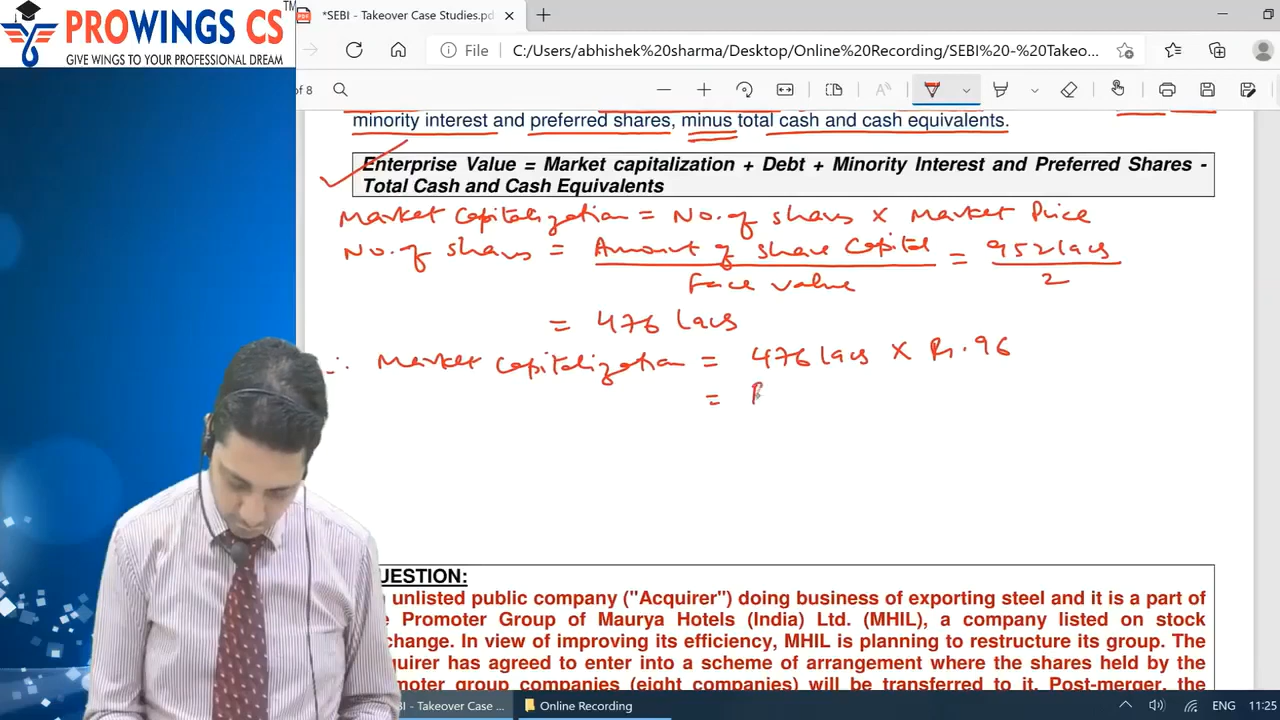 PROWINGS CS™
GIVE WINGS TO YOUR PROFESSIONAL DREAM
*SEBI - Takeover Case Studies.pd
File
C:/Users/abhishek%20sharma/Desktop/Online%20Recording/SEBI%20-%20Takeo...
of 8
minority interest and preferred shares, minus total cash and cash equivalents.
Enterprise Value = Market capitalization + Debt + Minority Interest and Preferred Shares -
Total Cash and Cash Equivalents
Market Capitalization = No. of shares × Market Price
No. of shares = Amount of share Capital / Face value = 952 lacs / 2
= 476 lacs
∴ Market Capitalization = 476 lacs × Rs. 96
=
UESTION:
unlisted public company ("Acquirer") doing business of exporting steel and it is a part of
Promoter Group of Maurya Hotels (India) Ltd. (MHIL), a company listed on stock
change. In view of improving its efficiency, MHIL is planning to restructure its group. The
quirer has agreed to enter into a scheme of arrangement where the shares held by the
moter group companies (eight companies) will be transferred to it. Post-merger, the
- Takeover Case ...
Online Recording
ENG
11:25